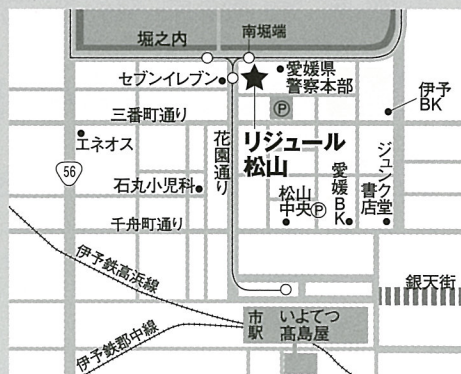 堀之内
南堀端
セブンイレブン
愛媛県
警察本部
伊予
BK
Ⓟ
三番町通り
エネオス
花園通り
リジュール
松山
56
石丸小児科
松山
中央Ⓟ
愛媛BK
ジュンク堂
書店
千舟町通り
伊予鉄高浜線
銀天街
伊予鉄郡中線
市駅
いよてつ
髙島屋